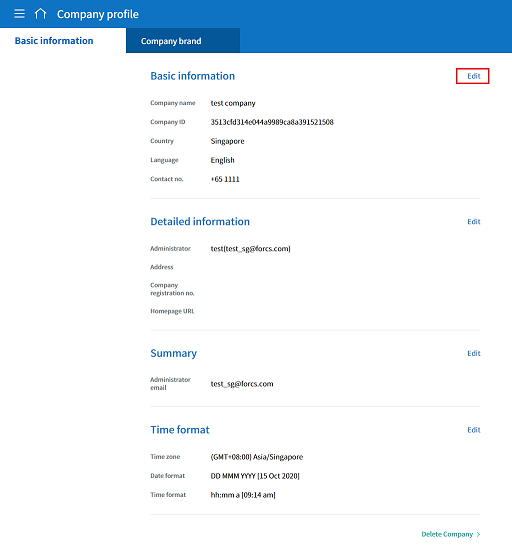 Company profile
Basic information
Company brand
Basic information
Edit
Company name test company
Company ID 3513cfd314e044a9989ca8a391521508
Country Singapore
Language English
Contact no. +65 1111
Detailed information
Edit
Administrator test(test_sg@forcs.com)
Address
Company
registration no.
Homepage URL
Summary
Edit
Administrator
email test_sg@forcs.com
Time format
Edit
Time zone (GMT+08:00) Asia/Singapore
Date format DD MMM YYYY [15 Oct 2020]
Time format hh:mm a [09:14 am]
Delete Company >